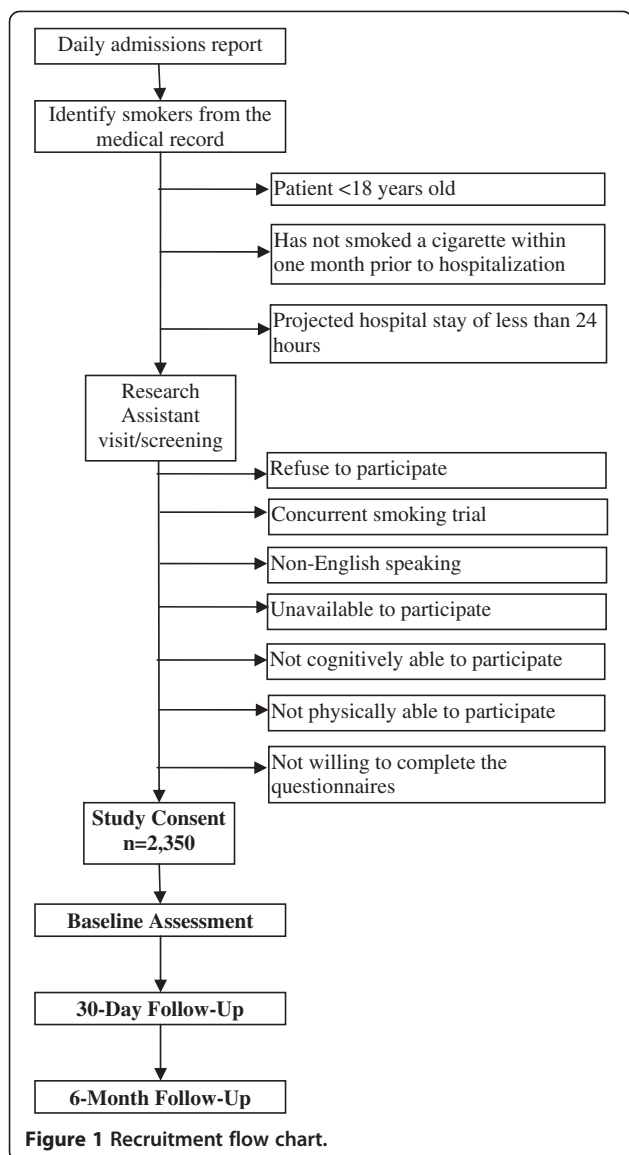 Daily admissions report
Identify smokers from the
medical record
Patient <18 years old
Has not smoked a cigarette within
one month prior to hospitalization
Projected hospital stay of less than 24
hours
Research
Assistant
visit/screening
Refuse to participate
Concurrent smoking trial
Non-English speaking
Unavailable to participate
Not cognitively able to participate
Not physically able to participate
Not willing to complete the
questionnaires
Study Consent
n=2,350
Baseline Assessment
30-Day Follow-Up
6-Month Follow-Up
Figure 1 Recruitment flow chart.